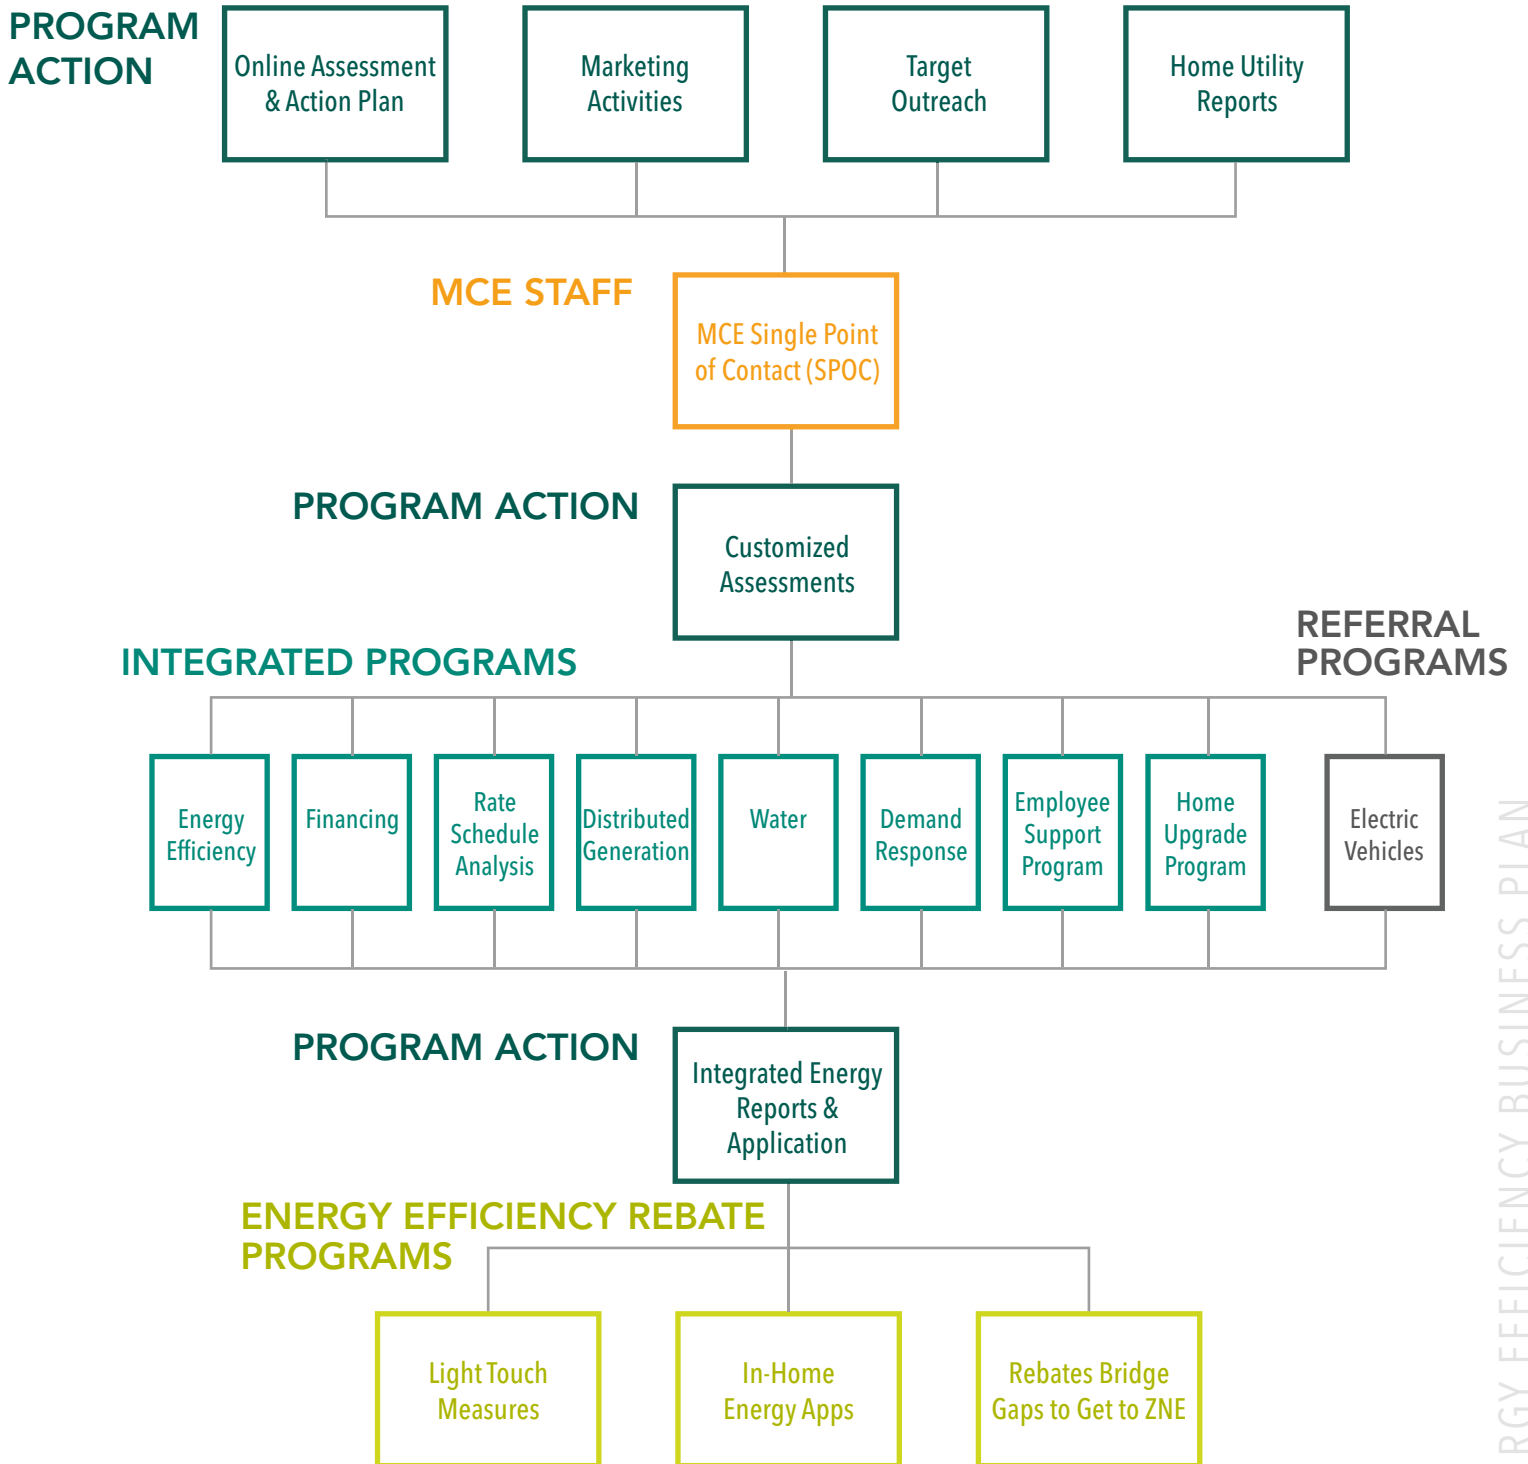 PROGRAM
ACTION
Online Assessment
& Action Plan
Marketing
Activities
Target
Outreach
Home Utility
Reports
MCE STAFF
MCE Single Point
of Contact (SPOC)
PROGRAM ACTION
Customized
Assessments
INTEGRATED PROGRAMS
REFERRAL
PROGRAMS
Energy
Efficiency
Financing
Rate
Schedule
Analysis
Distributed
Generation
Water
Demand
Response
Employee
Support
Program
Home
Upgrade
Program
Electric
Vehicles
PROGRAM ACTION
Integrated Energy
Reports &
Application
ENERGY EFFICIENCY REBATE
PROGRAMS
Light Touch
Measures
In-Home
Energy Apps
Rebates Bridge
Gaps to Get to ZNE
RGY EFFICIENCY BUSINESS PLAN